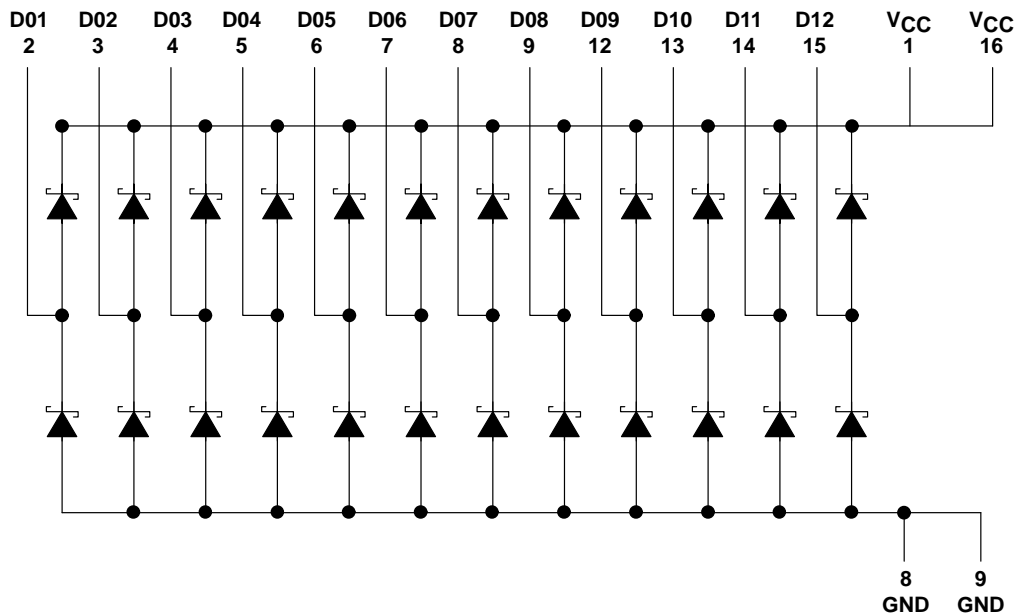 D01 D02 D03 D04 D05 D06 D07 D08 D09 D10 D11 D12 VCC VCC
2 3 4 5 6 7 8 9 12 13 14 15 1 16
8 9
GND GND